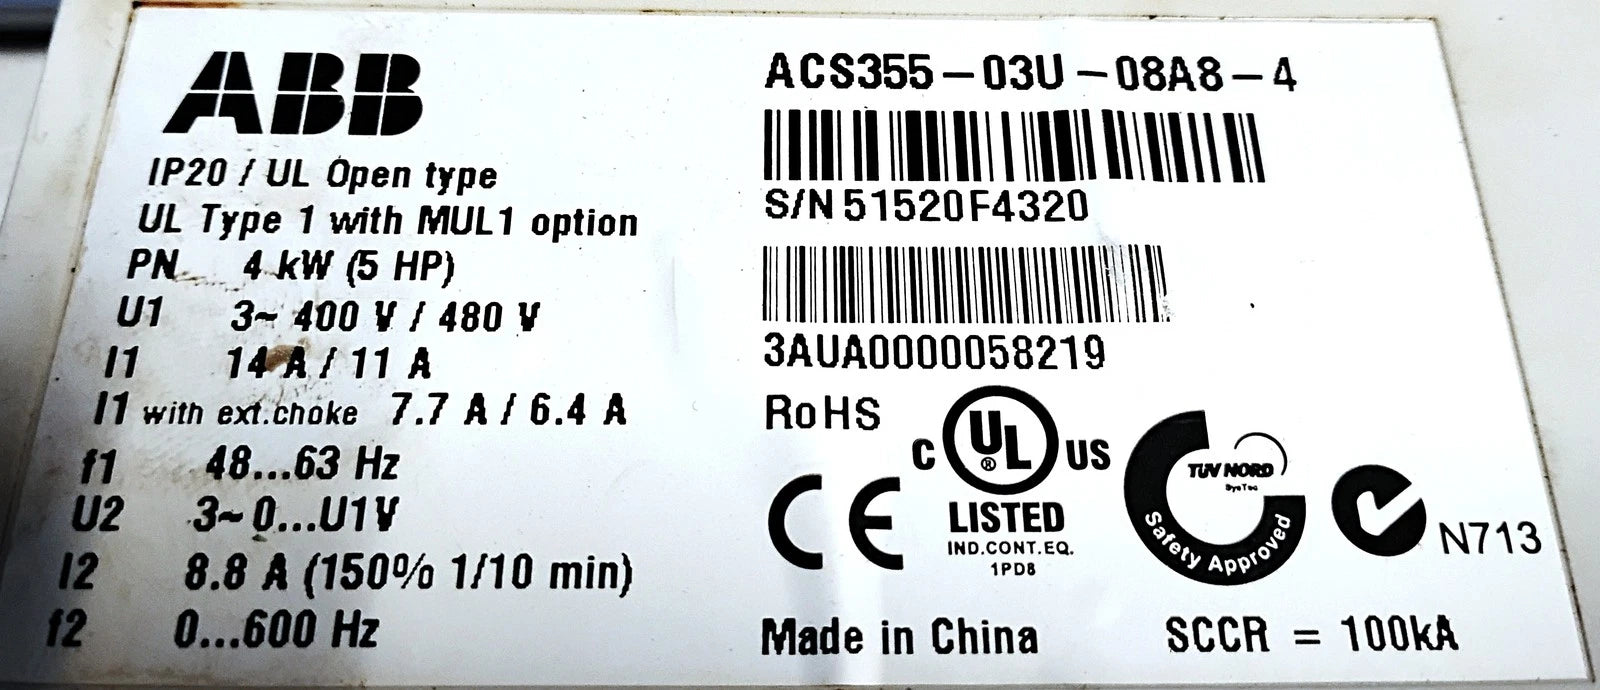 ABB
IP20 / UL Open type
UL Type 1 with MUL1 option
PN 4 kW (5 HP)
U1 3~ 400 V / 480 V
I1 14 A / 11 A
I1 with ext.choke 7.7 A / 6.4 A
f1 48...63 Hz
U2 3~ 0...U1V
I2 8.8 A (150% 1/10 min)
f2 0...600 Hz
ACS355-03U-08A8-4
S/N 51520F4320
3AUA0000058219
RoHS
CE
C UL ® US
LISTED
IND.CONT.EQ.
1PD8
TÜV NORD
SysTec
Safety Approved
N713
Made in China
SCCR = 100kA